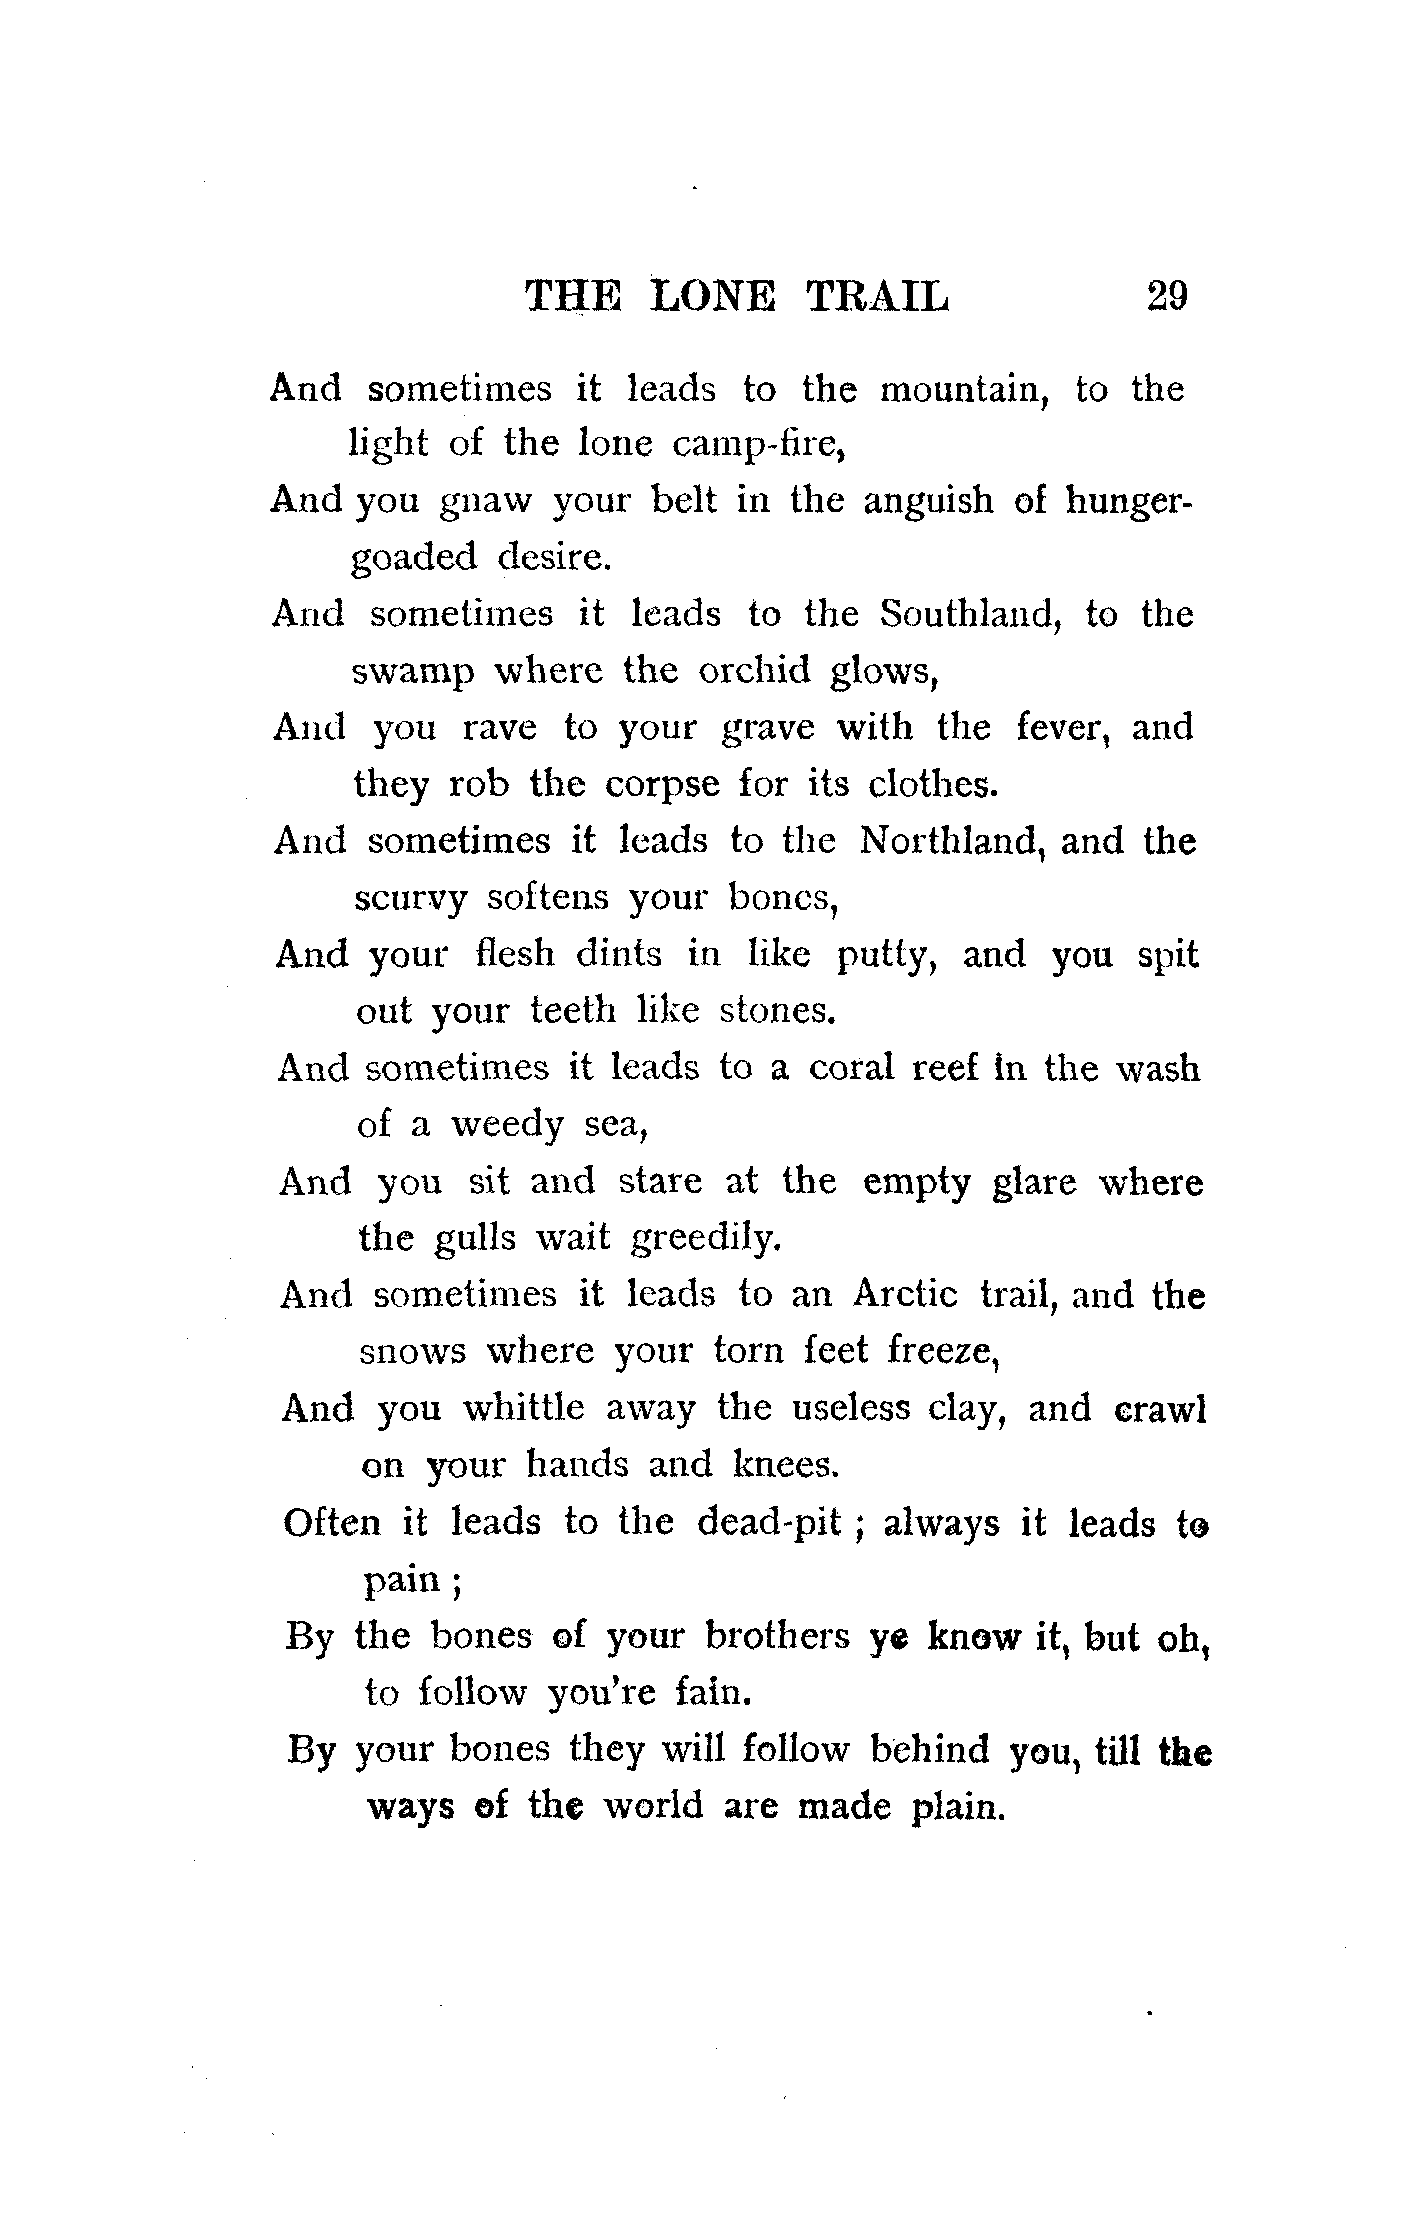 THE LONE TRAIL 29
And sometimes it leads to the mountain, to the
light of the lone camp-fire,
And you gnaw your belt in the anguish of hunger-
goaded desire.
And sometimes it leads to the Southland, to the
swamp where the orchid glows,
And you rave to your grave with the fever, and
they rob the corpse for its clothes.
And sometimes it leads to the Northland, and the
scurvy softens your bones,
And your flesh dints in like putty, and you spit
out your teeth like stones.
And sometimes it leads to a coral reef in the wash
of a weedy sea,
And you sit and stare at the empty glare where
the gulls wait greedily.
And sometimes it leads to an Arctic trail, and the
snows where your torn feet freeze,
And you whittle away the useless clay, and crawl
on your hands and knees.
Often it leads to the dead-pit ; always it leads to
pain ;
By the bones of your brothers ye know it, but oh,
to follow you're fain.
By your bones they will follow behind you, till the
ways of the world are made plain.